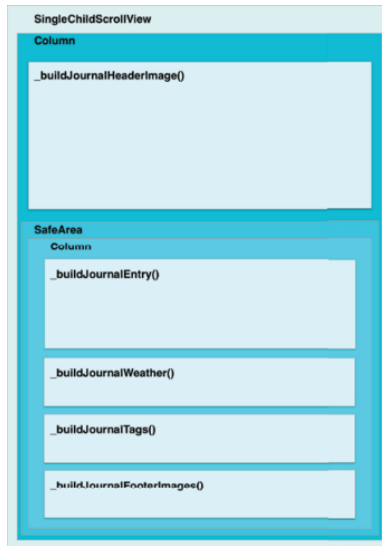 SingleChildScrollView
Column
_buildJournalHeaderImage()
SafeArea
Column
_buildJournalEntry()
_buildJournalWeather()
_buildJournalTags()
_buildJournalFooterImages()